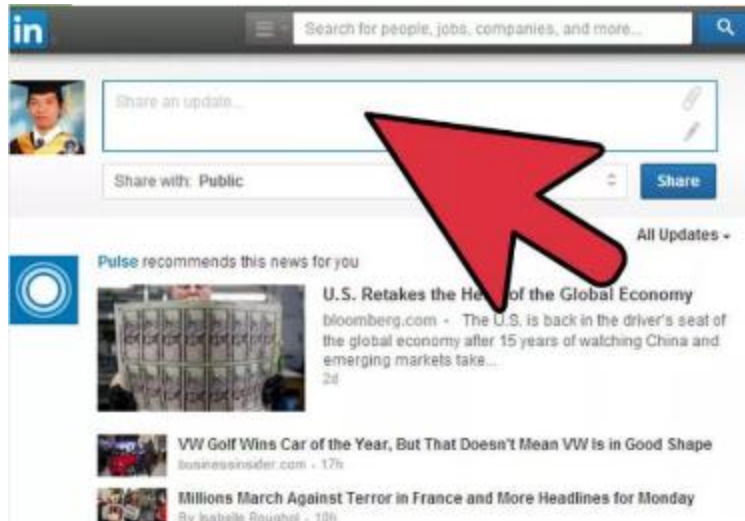 in
Search for people, jobs, companies, and more...
Share an update...
Share with: Public
Share
All Updates
Pulse recommends this news for you
U.S. Retakes the He of the Global Economy
bloomberg.com - The U.S. is back in the driver's seat of
the global economy after 15 years of watching China and
emerging markets take...
2d
VW Golf Wins Car of the Year, But That Doesn't Mean VW Is in Good Shape
businessinsider.com - 17h
Millions March Against Terror in France and More Headlines for Monday
By Isabelle Roughol - 10h